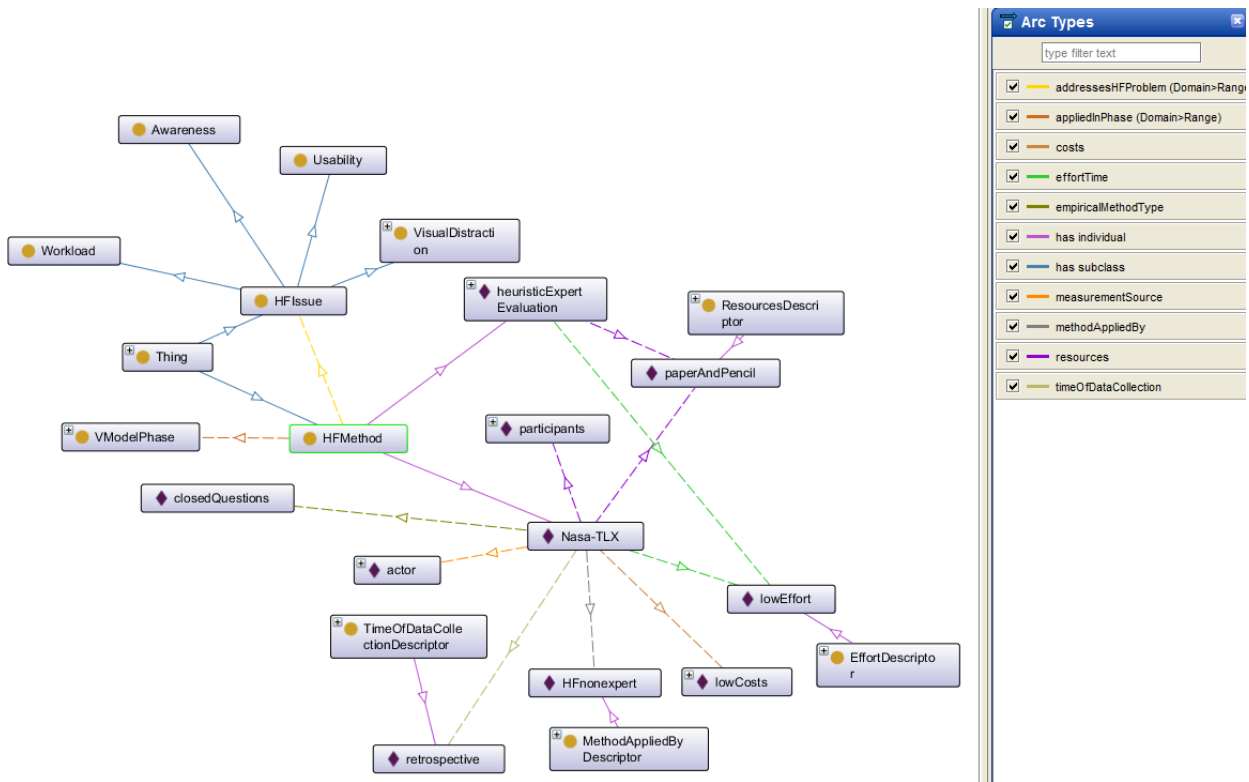 Arc Types
type filter text
addressesHFProblem (Domain>Range
appliedInPhase (Domain>Range)
costs
effortTime
empiricalMethodType
has individual
has subclass
measurementSource
methodAppliedBy
resources
timeOfDataCollection
Awareness
Usability
Workload
VisualDistracti
on
HFIssue
heuristicExpert
Evaluation
ResourcesDescri
ptor
Thing
paperAndPencil
VModelPhase
HFMethod
participants
closedQuestions
Nasa-TLX
actor
lowEffort
TimeOfDataColle
ctionDescriptor
EffortDescripto
r
HFnonexpert
lowCosts
MethodAppliedBy
Descriptor
retrospective